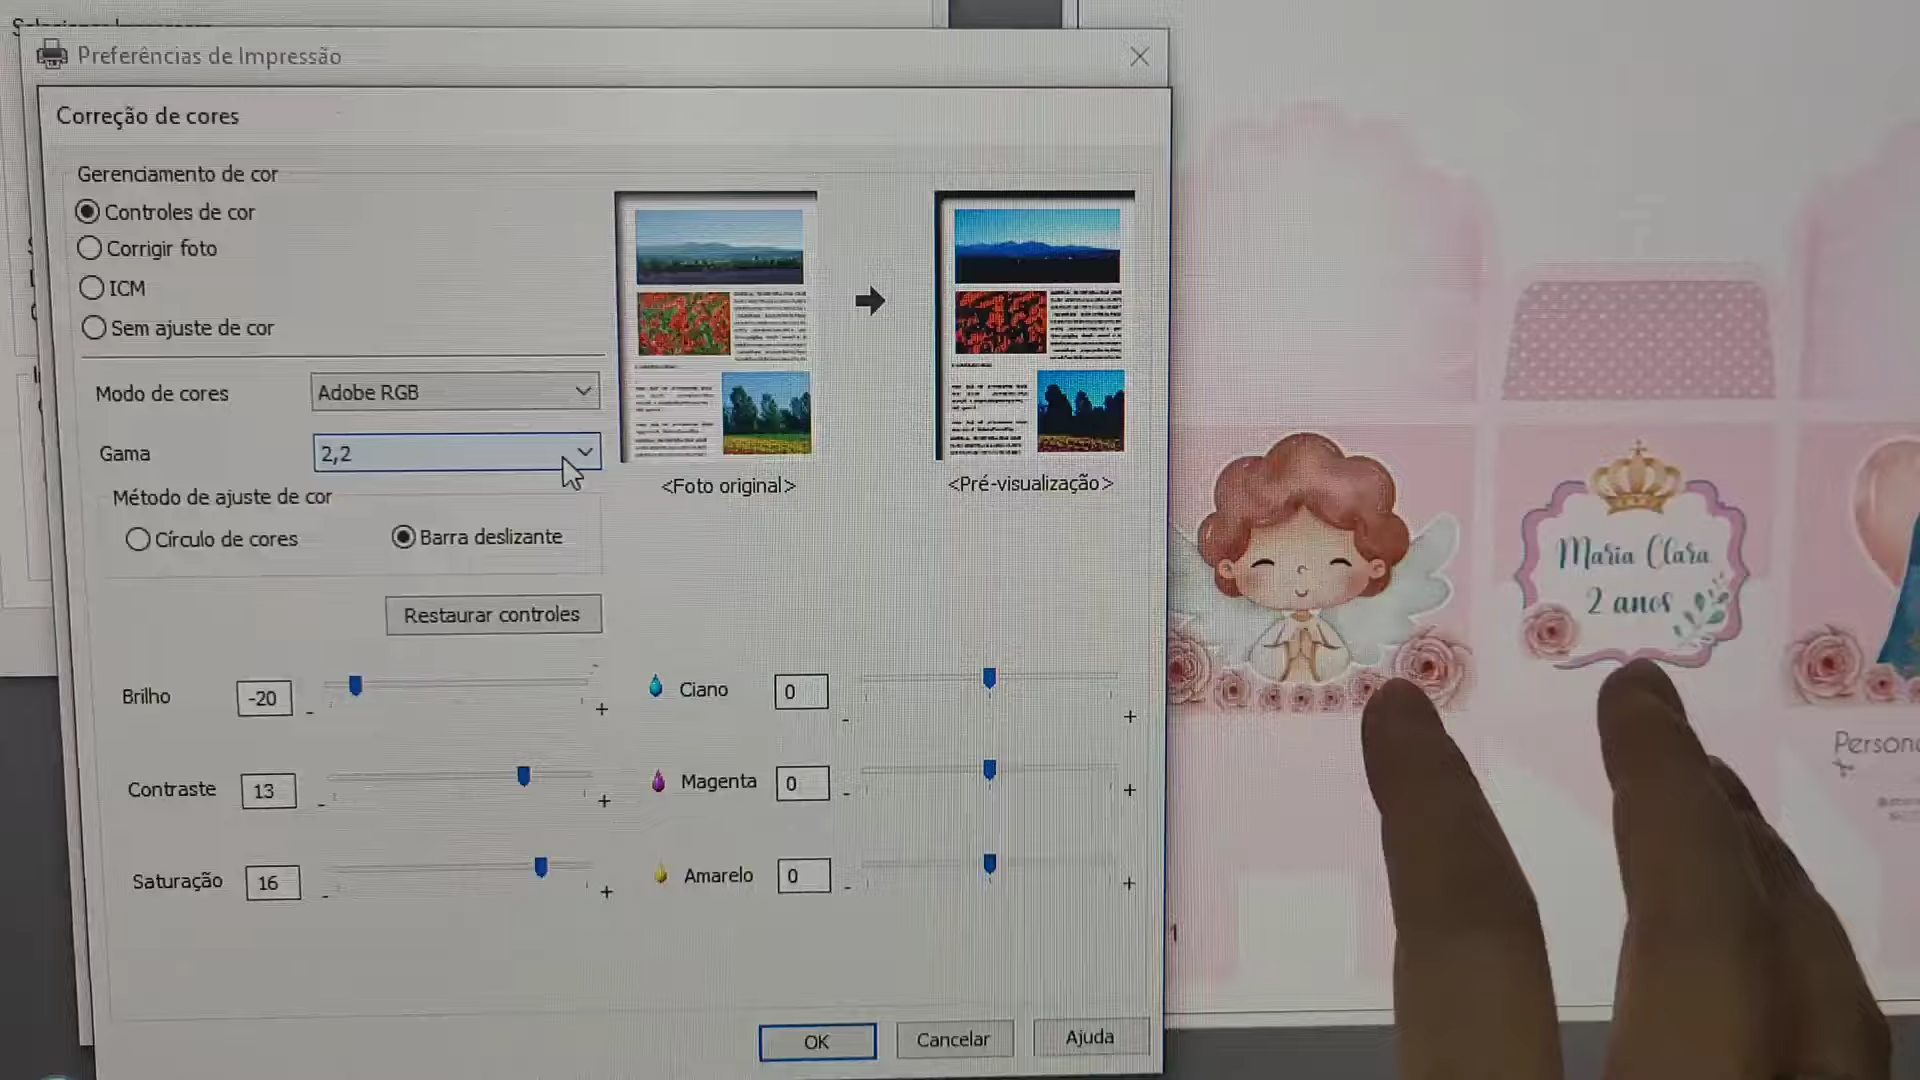 Preferências de Impressão
Correção de cores
Gerenciamento de cor
Controles de cor
Corrigir foto
ICM
Sem ajuste de cor
Modo de cores
Adobe RGB
Gama
2,2
<Foto original>
<Pré-visualização>
Método de ajuste de cor
Círculo de cores
Barra deslizante
Restaurar controles
Brilho
-20
-
+
Ciano
0
-
+
Contraste
13
-
+
Magenta
0
-
+
Saturação
16
-
+
Amarelo
0
-
+
OK
Cancelar
Ajuda
Maria Clara
2 anos